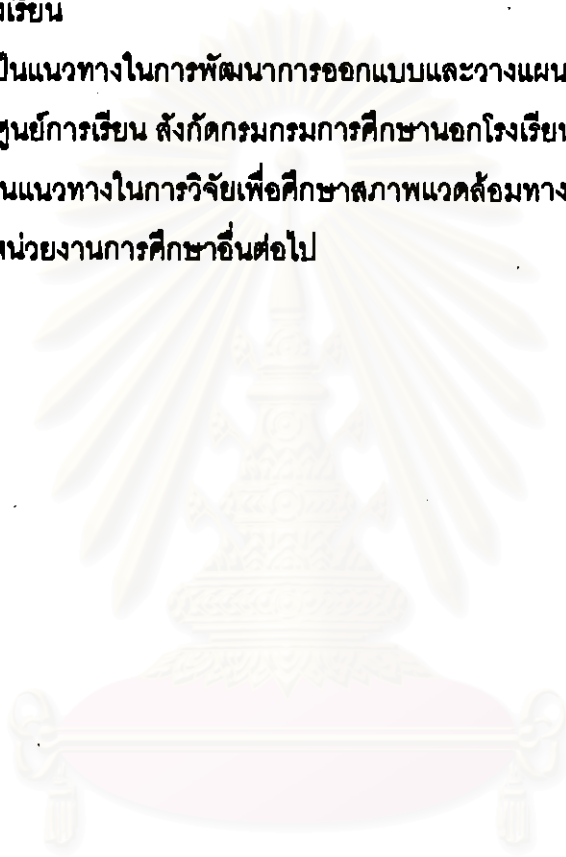 งเรียน
ป็นแนวทางในการพัฒนาการออกแบบและวางแผน
ศูนย์การเรียน สังกัดกรมกรมการศึกษานอกโรงเรียน
นแนวทางในการวิจัยเพื่อศึกษาสภาพแวดล้อมทาง
หน่วยงานการศึกษาอื่นต่อไป